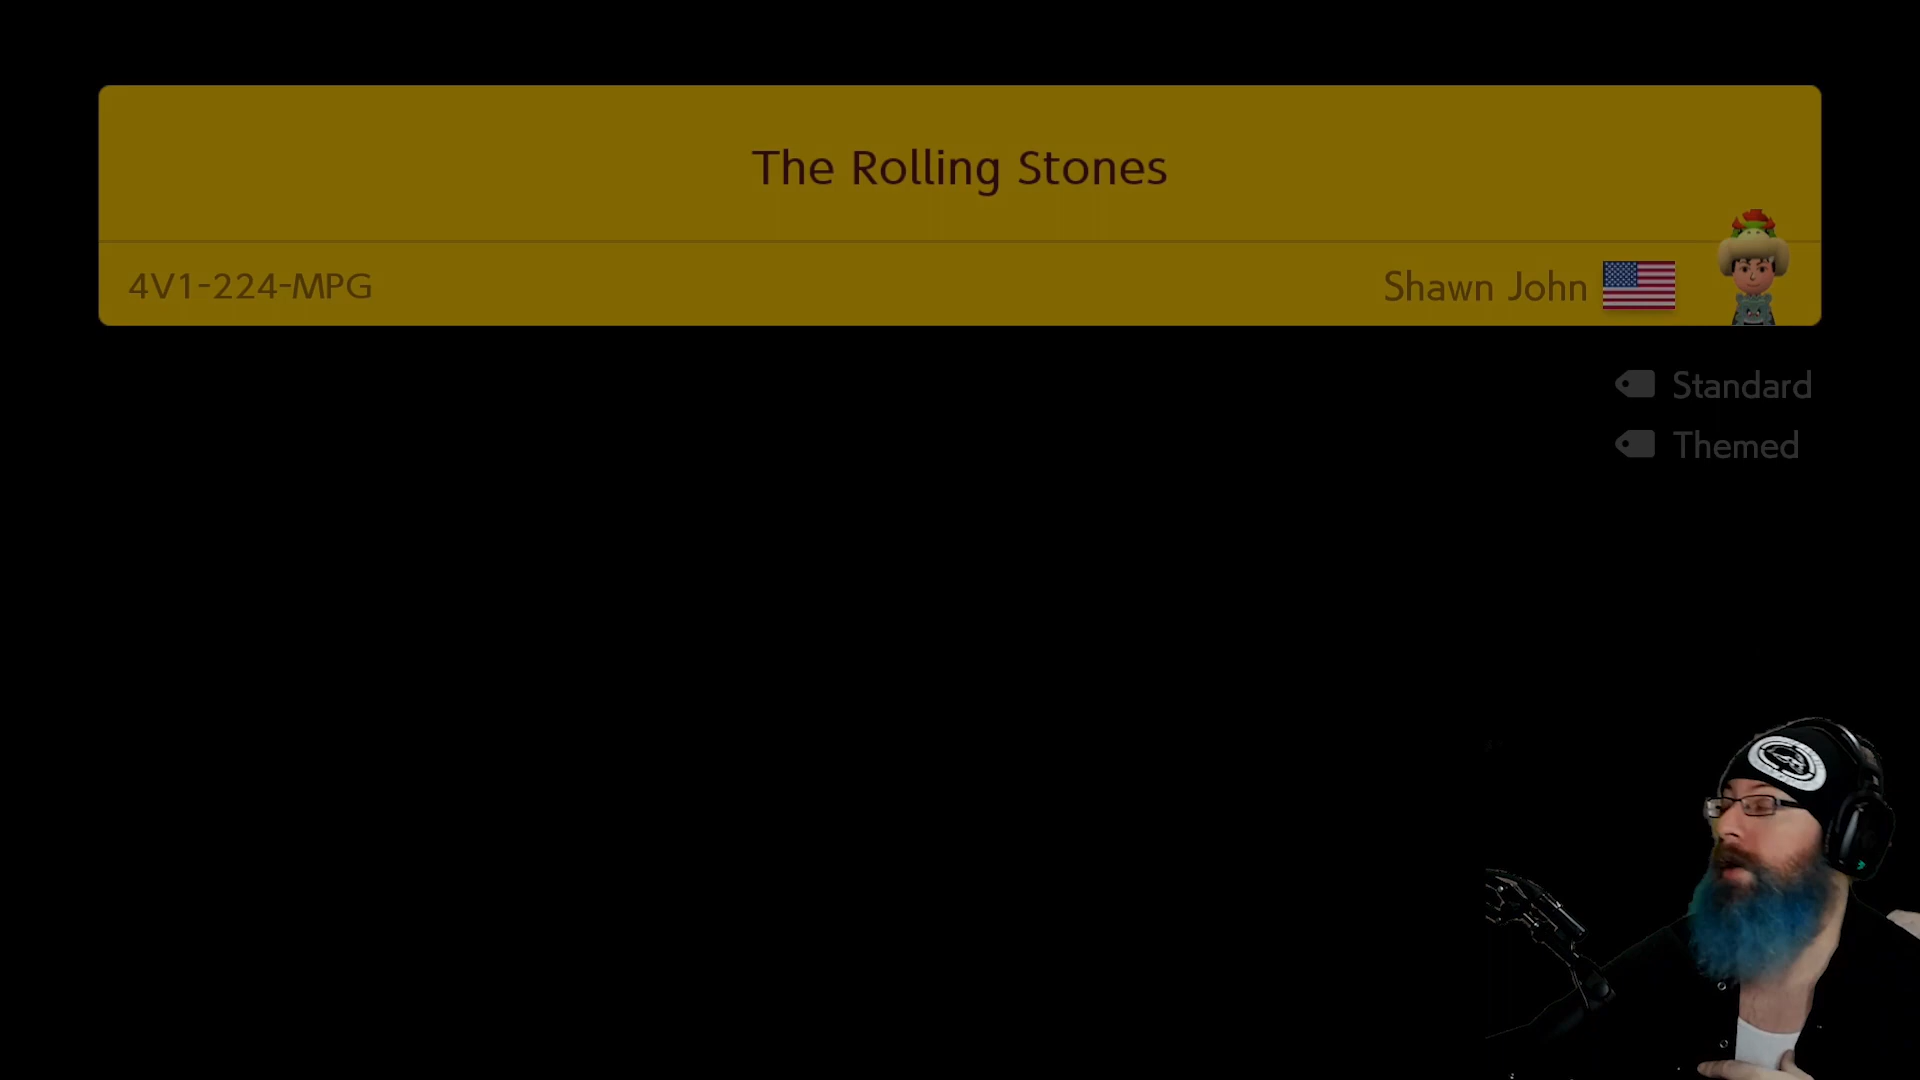 The Rolling Stones
4V1-224-MPG
Shawn John
Standard
Themed